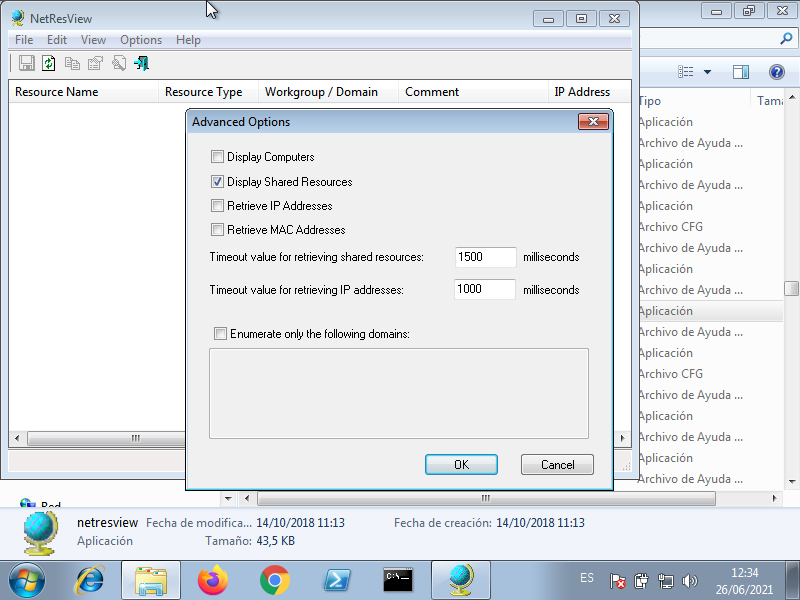 NetResView
File Edit View Options Help
Resource Name Resource Type Workgroup / Domain Comment IP Address
Advanced Options
Display Computers
Display Shared Resources
Retrieve IP Addresses
Retrieve MAC Addresses
Timeout value for retrieving shared resources: 1500 milliseconds
Timeout value for retrieving IP addresses: 1000 milliseconds
Enumerate only the following domains:
OK Cancel
Tipo Tama
Aplicación
Archivo de Ayuda ...
Aplicación
Archivo de Ayuda ...
Aplicación
Archivo CFG
Archivo de Ayuda ...
Aplicación
Archivo de Ayuda ...
Aplicación
Archivo de Ayuda ...
Aplicación
Archivo CFG
Archivo de Ayuda ...
Aplicación
Archivo de Ayuda ...
Aplicación
Archivo de Ayuda ...
Red
netresview Fecha de modifica... 14/10/2018 11:13 Fecha de creación: 14/10/2018 11:13
Aplicación Tamaño: 43,5 KB
C:\_
ES
12:34
26/06/2021